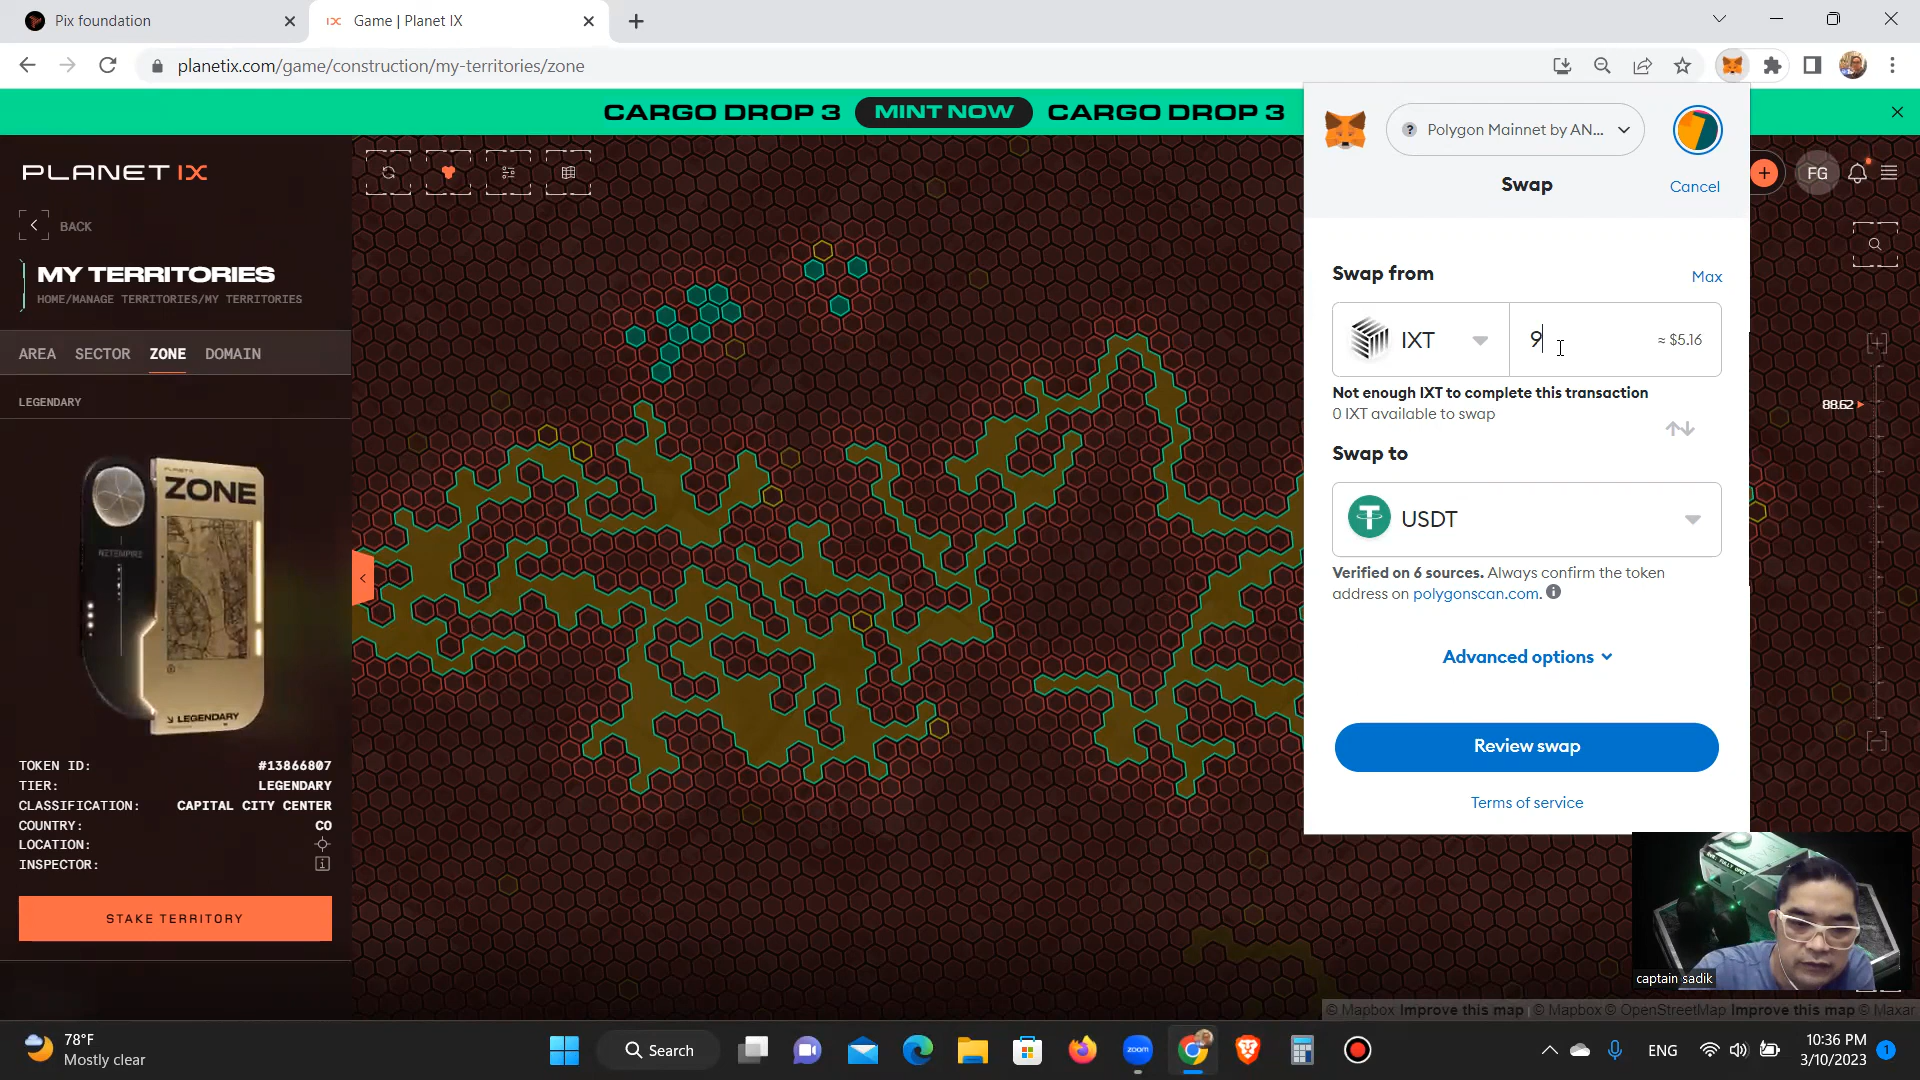 Pix foundation
Game | Planet IX
planetix.com/game/construction/my-territories/zone
CARGO DROP 3 MINT NOW CARGO DROP 3
PLANET IX
BACK
MY TERRITORIES
HOME/MANAGE TERRITORIES/MY TERRITORIES
AREA SECTOR ZONE DOMAIN
LEGENDARY
PLANETIX
ZONE
NETEMPIRE
LEGENDARY
TOKEN ID: #13866807
TIER: LEGENDARY
CLASSIFICATION: CAPITAL CITY CENTER
COUNTRY: CO
LOCATION:
INSPECTOR:
STAKE TERRITORY
Polygon Mainnet by AN...
Swap
Cancel
Swap from
Max
IXT
9
≈ $5.16
Not enough IXT to complete this transaction
0 IXT available to swap
Swap to
USDT
Verified on 6 sources. Always confirm the token
address on polygonscan.com.
Advanced options
Review swap
Terms of service
FG
88.62
captain sadik
© Mapbox Improve this map | © Mapbox © OpenStreetMap Improve this map © Maxar
78°F
Mostly clear
Search
zoom
ENG
10:36 PM
3/10/2023
1